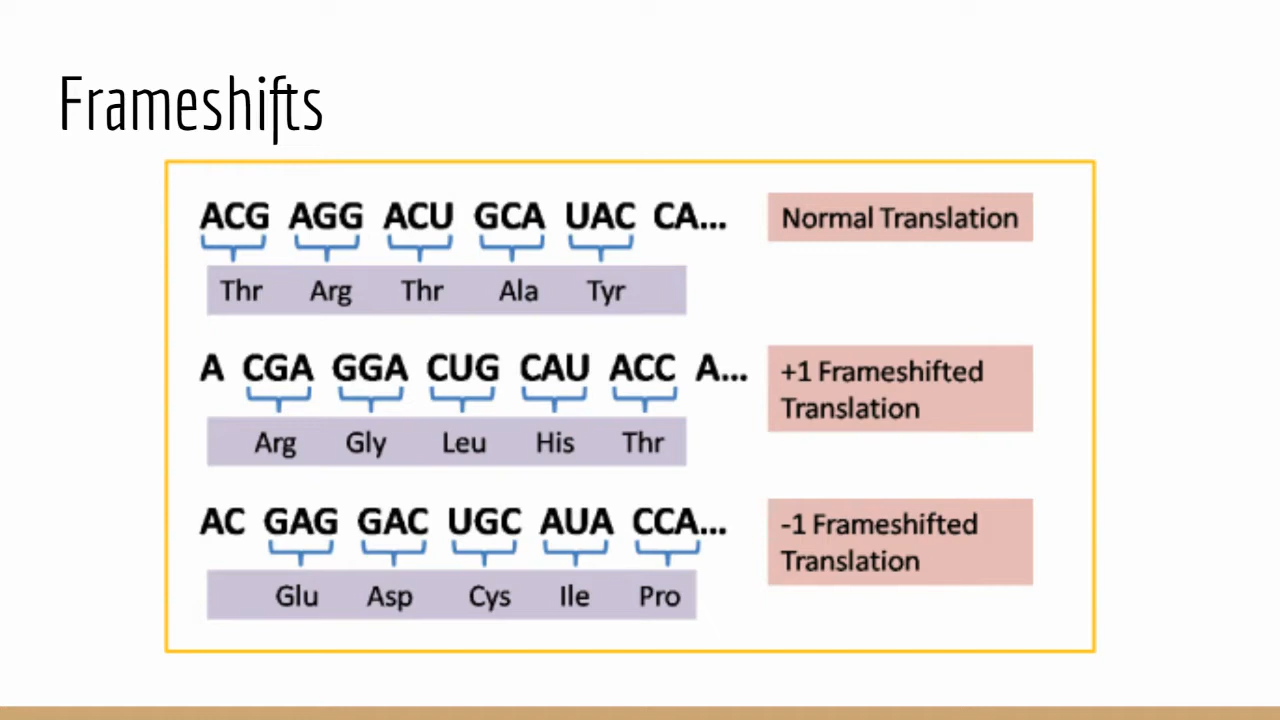 Frameshifts
ACG AGG ACU GCA UAC CA...
Normal Translation
Thr Arg Thr Ala Tyr
A CGA GGA CUG CAU ACC A...
+1 Frameshifted
Translation
Arg Gly Leu His Thr
AC GAG GAC UGC AUA CCA...
-1 Frameshifted
Translation
Glu Asp Cys Ile Pro